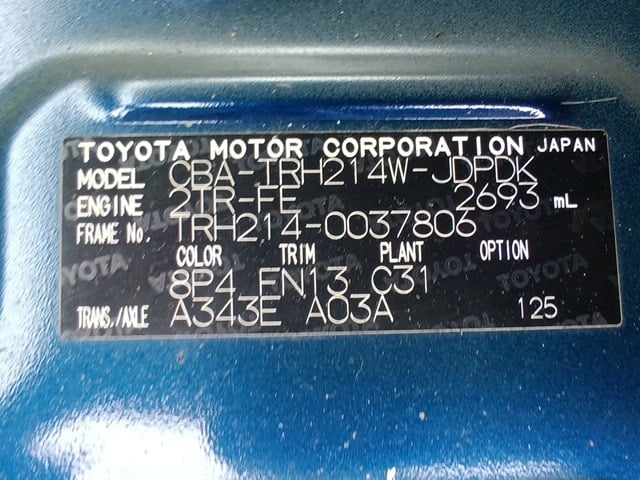 TOYOTA MOTOR CORPORATION JAPAN
MODEL CBA-TRH214W-JDPDK
ENGINE 2TR-FE 2693 mL
FRAME No. TRH214-0037806
COLOR TRIM PLANT OPTION
8P4 FN13 C31
TRANS./AXLE A343E A03A 125